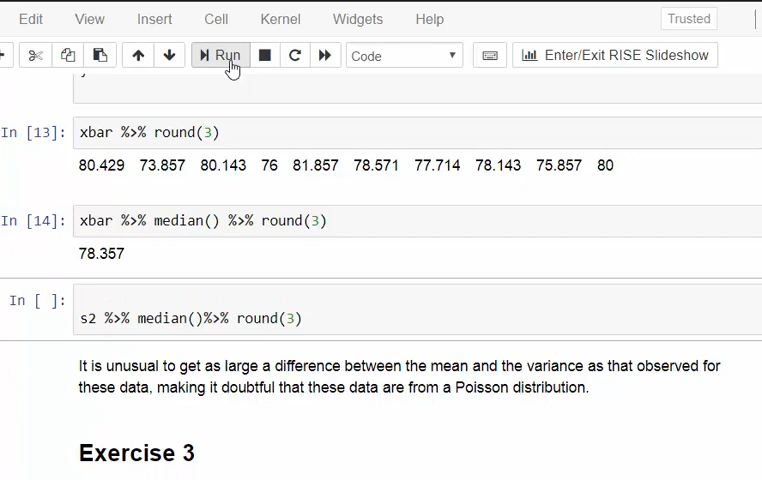 Edit View Insert Cell Kernel Widgets Help Trusted
Run Code Enter/Exit RISE Slideshow
In [13]: xbar %>% round(3)
80.429 73.857 80.143 76 81.857 78.571 77.714 78.143 75.857 80
In [14]: xbar %>% median() %>% round(3)
78.357
In [ ]:
s2 %>% median()%>% round(3)
It is unusual to get as large a difference between the mean and the variance as that observed for
these data, making it doubtful that these data are from a Poisson distribution.
Exercise 3